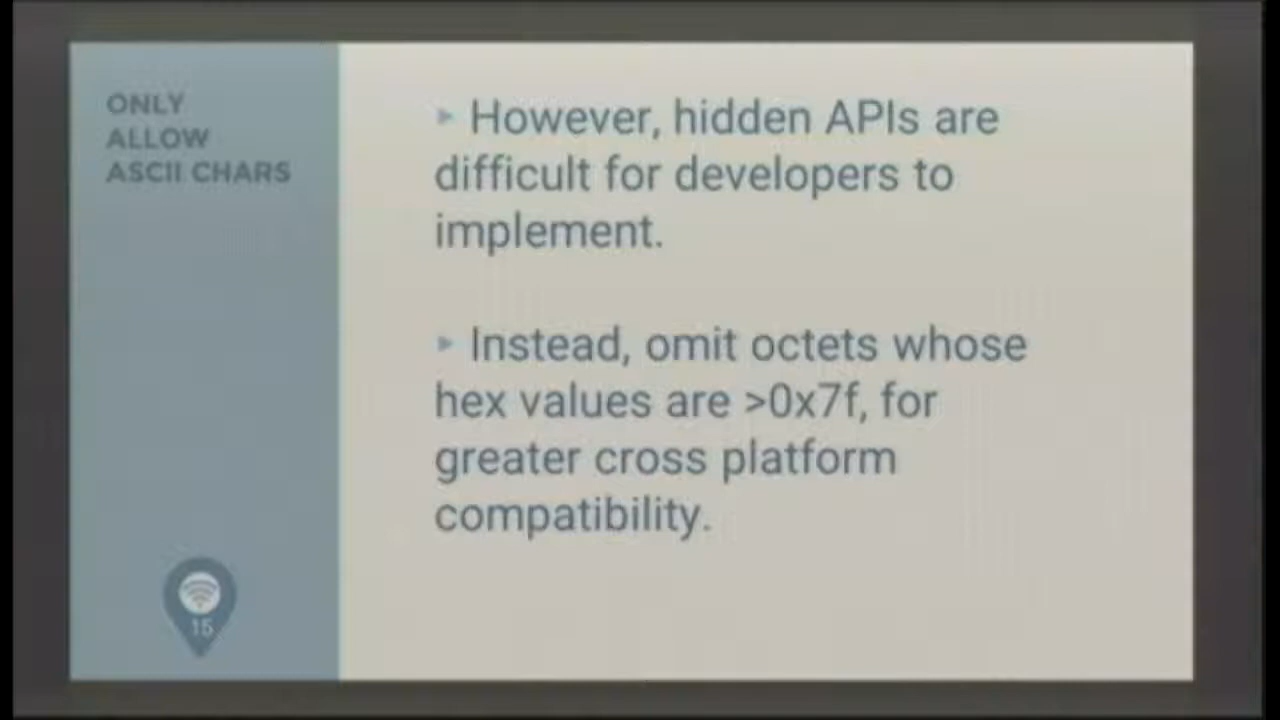 ONLY
ALLOW
ASCII CHARS
▸ However, hidden APIs are
difficult for developers to
implement.
▸ Instead, omit octets whose
hex values are >0x7f, for
greater cross platform
compatibility.
15